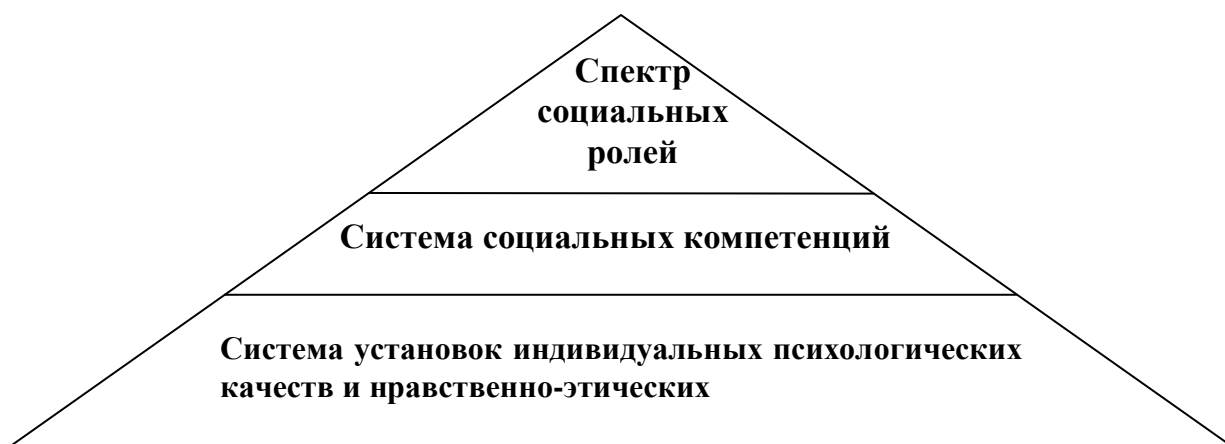 Спектр
социальных
ролей
Система социальных компетенций
Система установок индивидуальных психологических
качеств и нравственно-этических